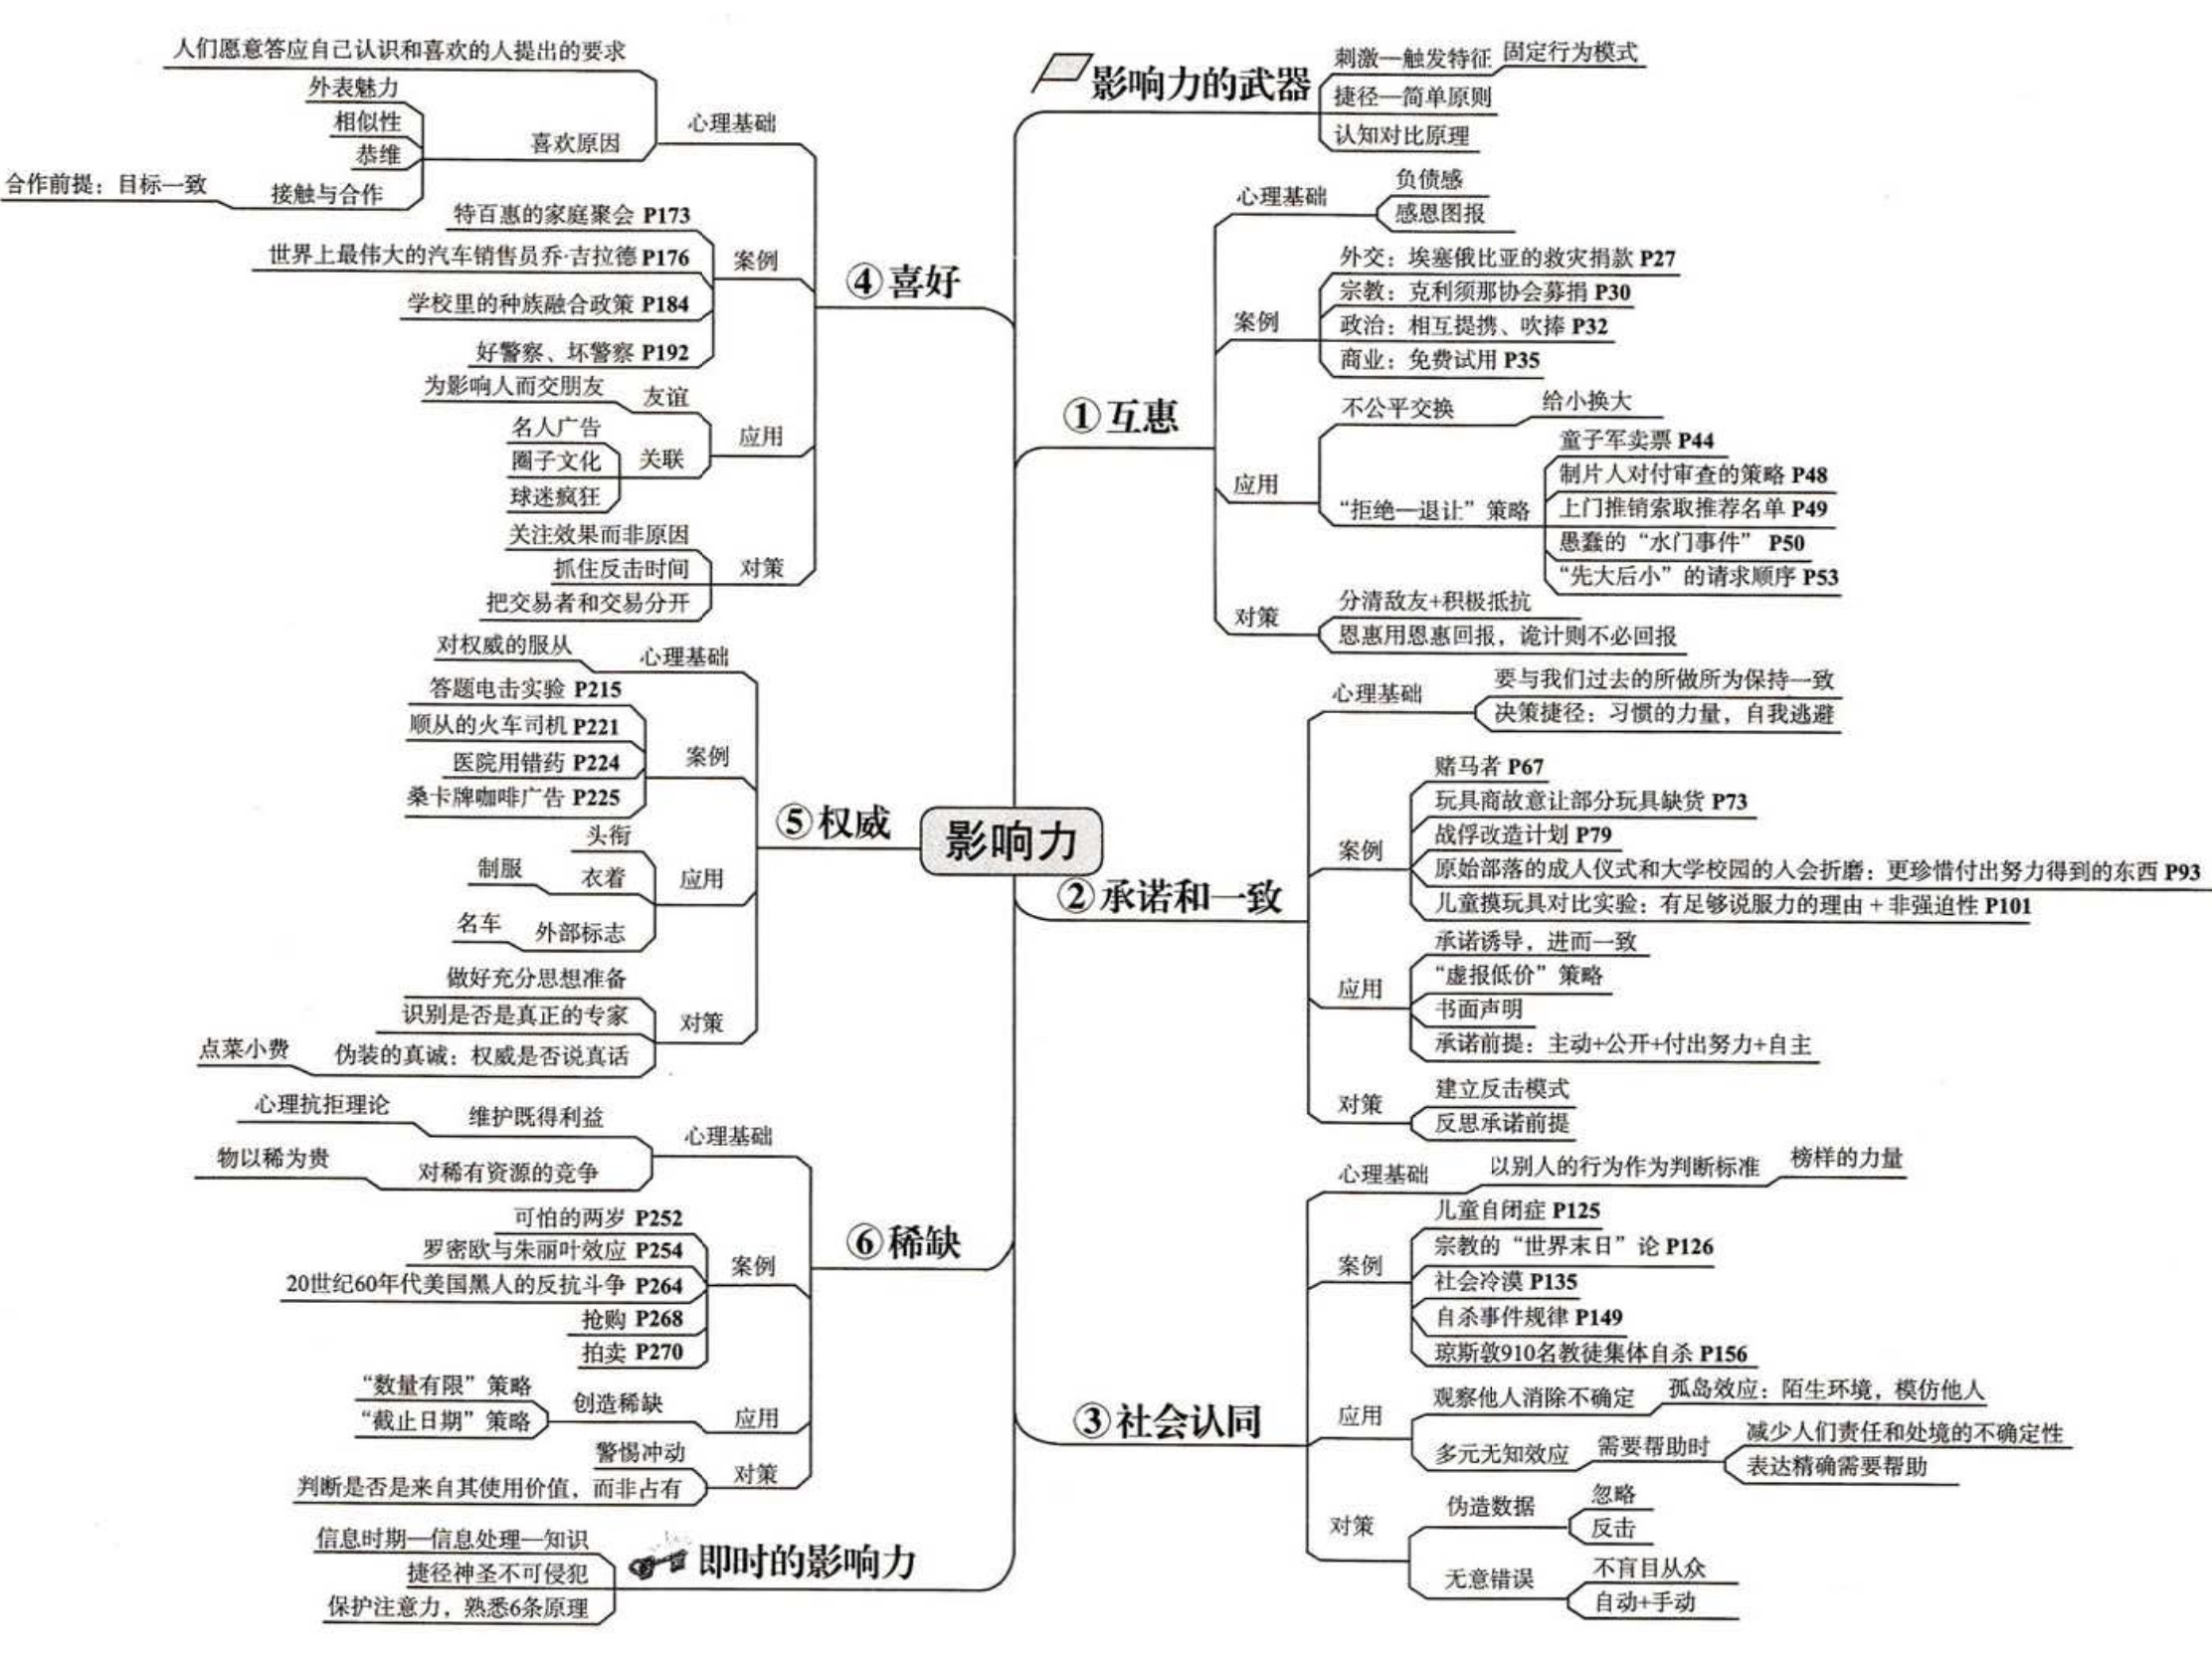 影响力
影响力的武器
刺激—触发特征
固定行为模式
捷径—简单原则
认知对比原理
①互惠
心理基础
负债感
感恩图报
案例
外交：埃塞俄比亚的救灾捐款 P27
宗教：克利须那协会募捐 P30
政治：相互提携、吹捧 P32
商业：免费试用 P35
应用
不公平交换
给小换大
“拒绝—退让”策略
童子军卖票 P44
制片人对付审查的策略 P48
上门推销索取推荐名单 P49
愚蠢的“水门事件” P50
“先大后小”的请求顺序 P53
对策
分清敌友+积极抵抗
恩惠用恩惠回报，诡计则不必回报
②承诺和一致
心理基础
要与我们过去的所做所为保持一致
决策捷径：习惯的力量，自我逃避
案例
赌马者 P67
玩具商故意让部分玩具缺货 P73
战俘改造计划 P79
原始部落的成人仪式和大学校园的人会折磨：更珍惜付出努力得到的东西 P93
儿童摸玩具对比实验：有足够说服力的理由 + 非强迫性 P101
应用
承诺诱导，进而一致
“虚报低价”策略
书面声明
承诺前提：主动+公开+付出努力+自主
对策
建立反击模式
反思承诺前提
③社会认同
心理基础
以别人的行为作为判断标准
榜样的力量
案例
儿童自闭症 P125
宗教的“世界末日”论 P126
社会冷漠 P135
自杀事件规律 P149
琼斯敦910名教徒集体自杀 P156
应用
观察他人消除不确定
孤岛效应：陌生环境，模仿他人
多元无知效应
需要帮助时
减少人们责任和处境的不确定性
表达精确需要帮助
对策
伪造数据
忽略
反击
无意错误
不盲目从众
自动+手动
④喜好
心理基础
人们愿意答应自己认识和喜欢的人提出的要求
喜欢原因
外表魅力
相似性
恭维
接触与合作
合作前提：目标一致
案例
特百惠的家庭聚会 P173
世界上最伟大的汽车销售员乔·吉拉德 P176
学校里的种族融合政策 P184
好警察、坏警察 P192
应用
友谊
为影响人而交朋友
关联
名人广告
圈子文化
球迷疯狂
对策
关注效果而非原因
抓住反击时间
把交易者和交易分开
⑤权威
心理基础
对权威的服从
案例
答题电击实验 P215
顺从的火车司机 P221
医院用错药 P224
桑卡牌咖啡广告 P225
应用
头衔
衣着
制服
外部标志
名车
对策
做好充分思想准备
识别是否是真正的专家
伪装的真诚：权威是否说真话
点菜小费
⑥稀缺
心理基础
维护既得利益
心理抗拒理论
对稀有资源的竞争
物以稀为贵
案例
可怕的两岁 P252
罗密欧与朱丽叶效应 P254
20世纪60年代美国黑人的反抗斗争 P264
抢购 P268
拍卖 P270
应用
创造稀缺
“数量有限”策略
“截止日期”策略
对策
警惕冲动
判断是否是来自其使用价值，而非占有
即时的影响力
信息时期—信息处理—知识
捷径神圣不可侵犯
保护注意力，熟悉6条原理